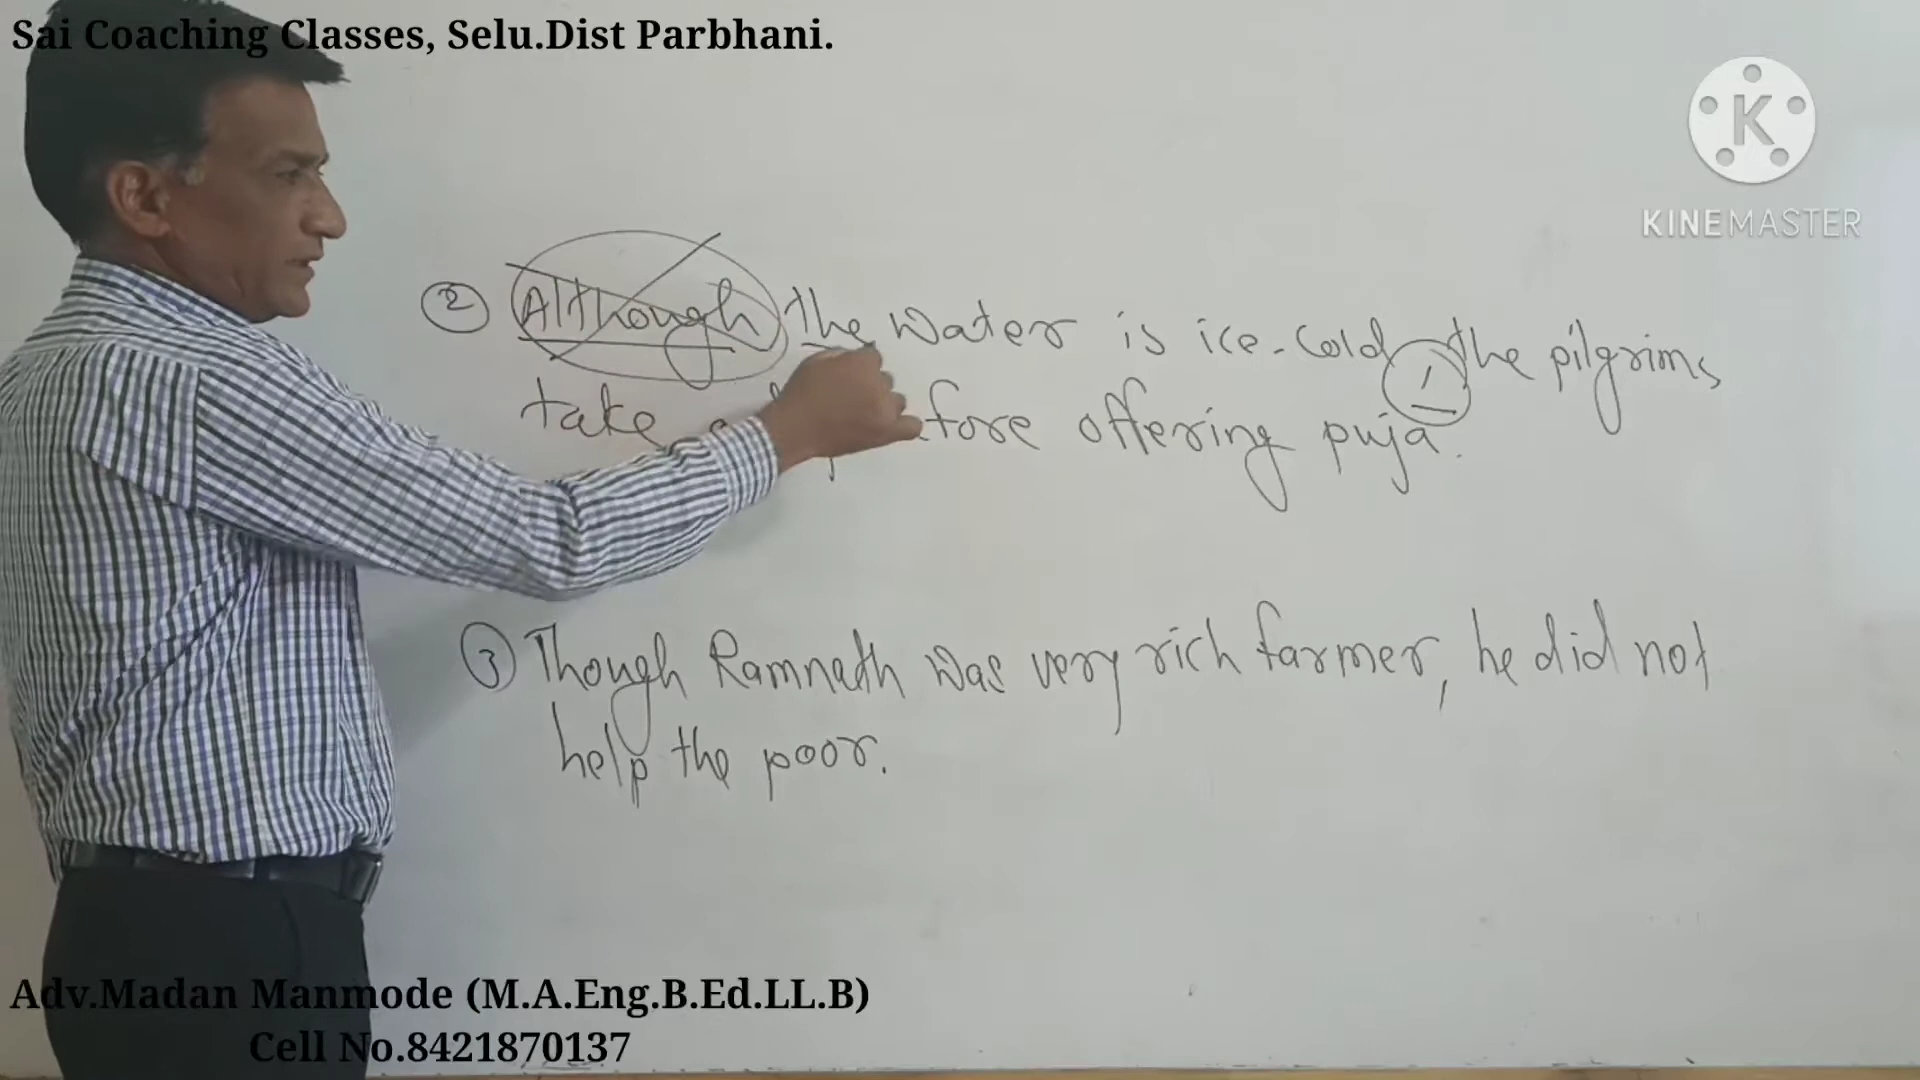 Sai Coaching Classes, Selu.Dist Parbhani.
K
KINEMASTER
② Although the water is ice-cold, the pilgrims
take before offering puja.
③ Though Ramnath was very rich farmer, he did not
help the poor.
Adv.Madan Manmode (M.A.Eng.B.Ed.LL.B)
Cell No.8421870137